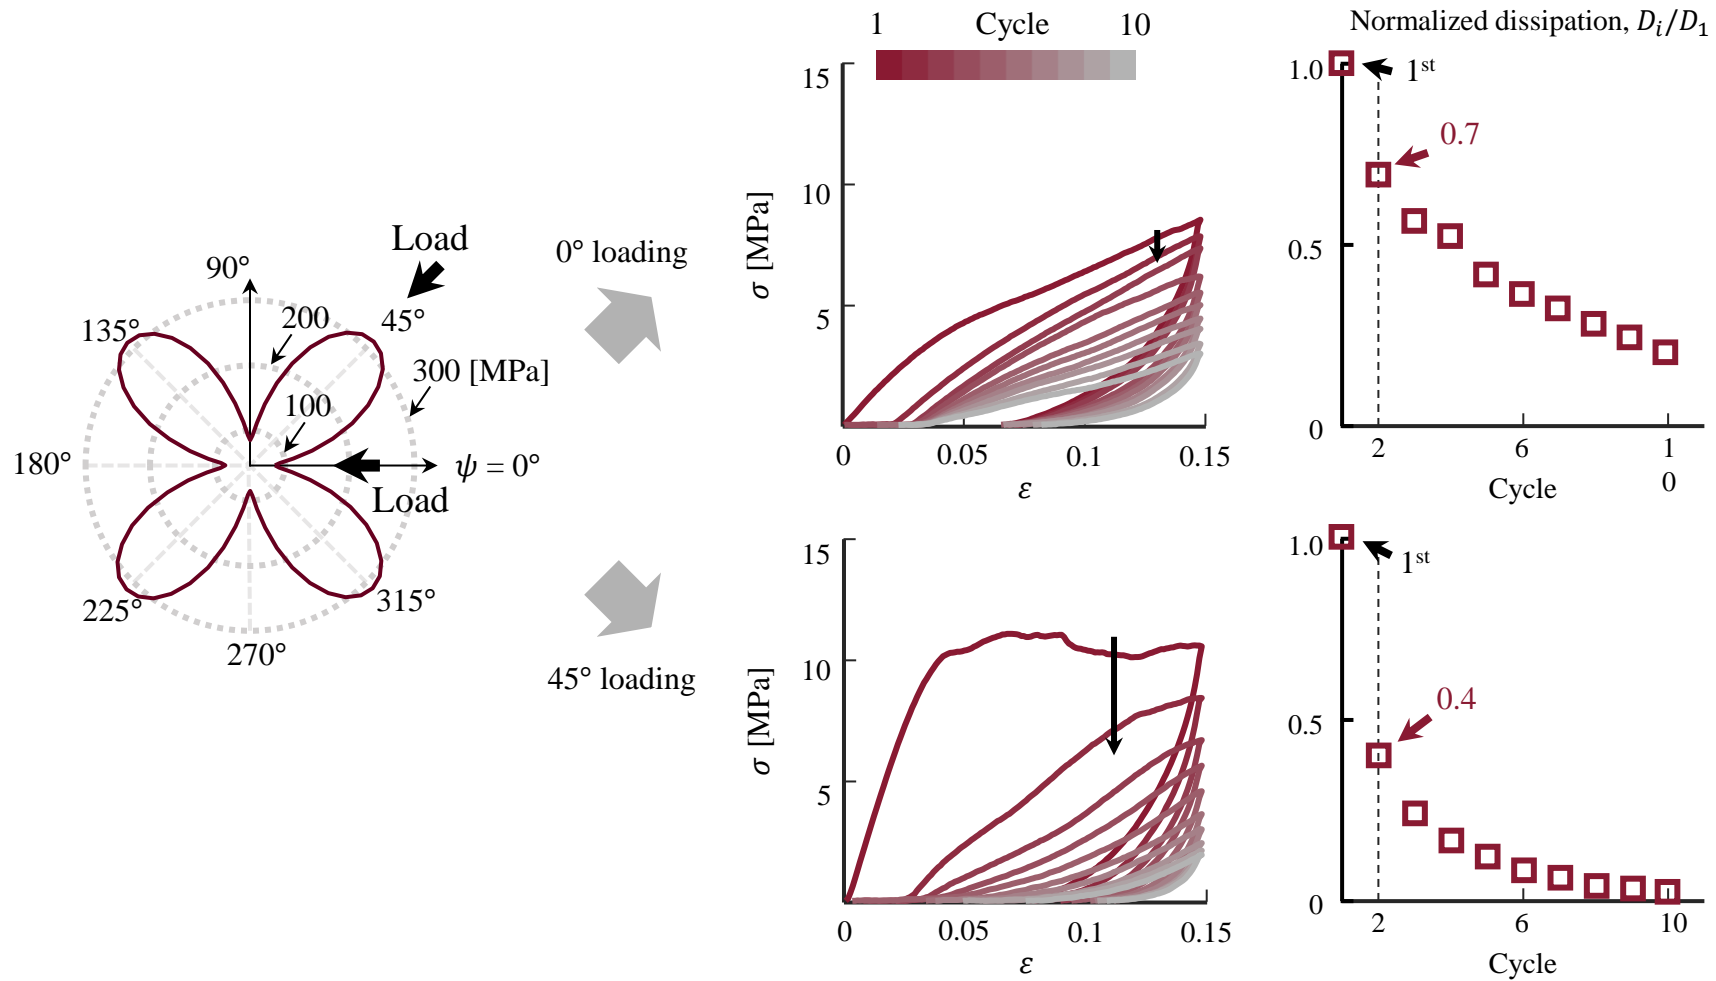 Load
90°
45°
135°
200
300 [MPa]
100
180°
ψ = 0°
Load
225°
315°
270°
0° loading
45° loading
Cycle
1
10
15
10
5
σ [MPa]
0
0.05
0.1
0.15
ε
Normalized dissipation, D_i/D_1
1.0
0.5
0
1st
0.7
2
6
1
0
Cycle
15
10
5
σ [MPa]
0
0.05
0.1
0.15
ε
1.0
0.5
0
1st
0.4
2
6
10
Cycle